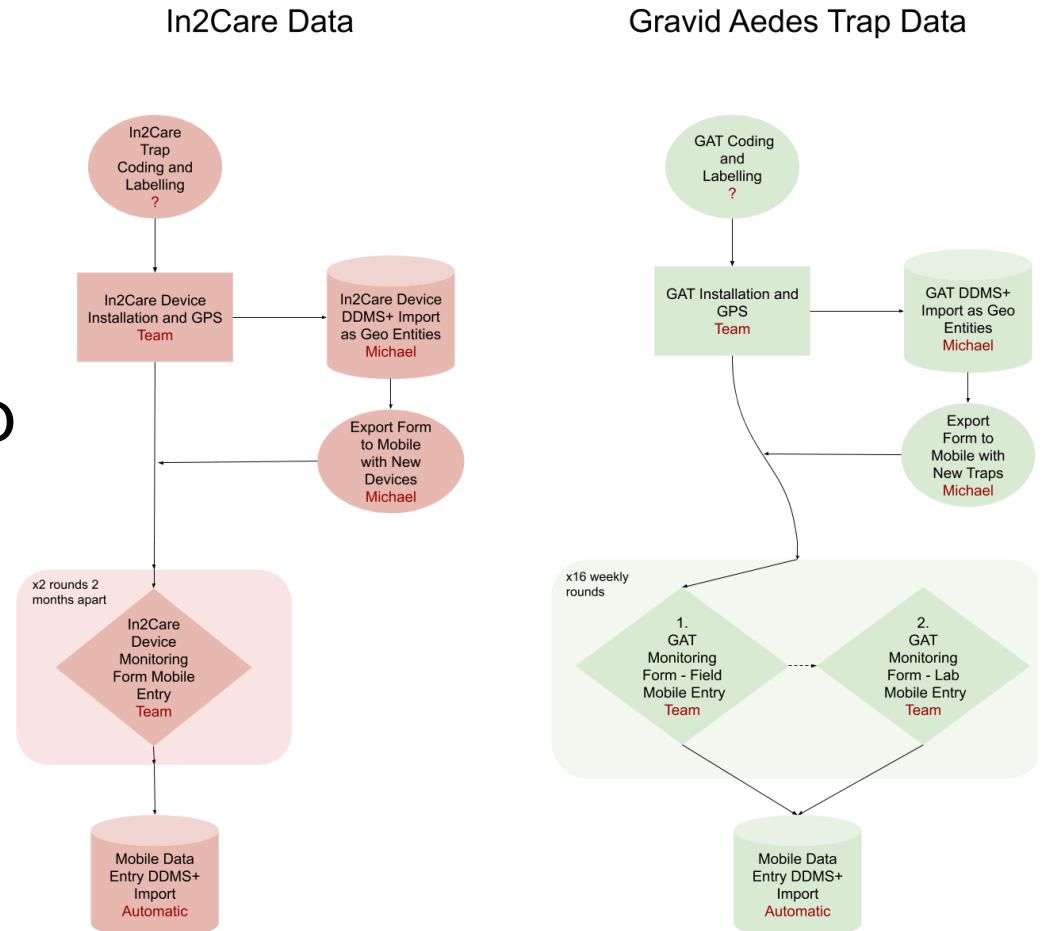 In2Care Data
In2Care
Trap
Coding and
Labelling
?
In2Care Device
Installation and GPS
Team
In2Care Device
DDMS+ Import
as Geo Entities
Michael
Export Form
to Mobile
with New
Devices
Michael
x2 rounds 2
months apart
In2Care
Device
Monitoring
Form Mobile
Entry
Team
Mobile Data
Entry DDMS+
Import
Automatic
Gravid Aedes Trap Data
GAT Coding
and
Labelling
?
GAT Installation and
GPS
Team
GAT DDMS+
Import as Geo
Entities
Michael
Export
Form to
Mobile with
New Traps
Michael
x16 weekly
rounds
1.
GAT
Monitoring
Form - Field
Mobile Entry
Team
2.
GAT
Monitoring
Form - Lab
Mobile Entry
Team
Mobile Data
Entry DDMS+
Import
Automatic